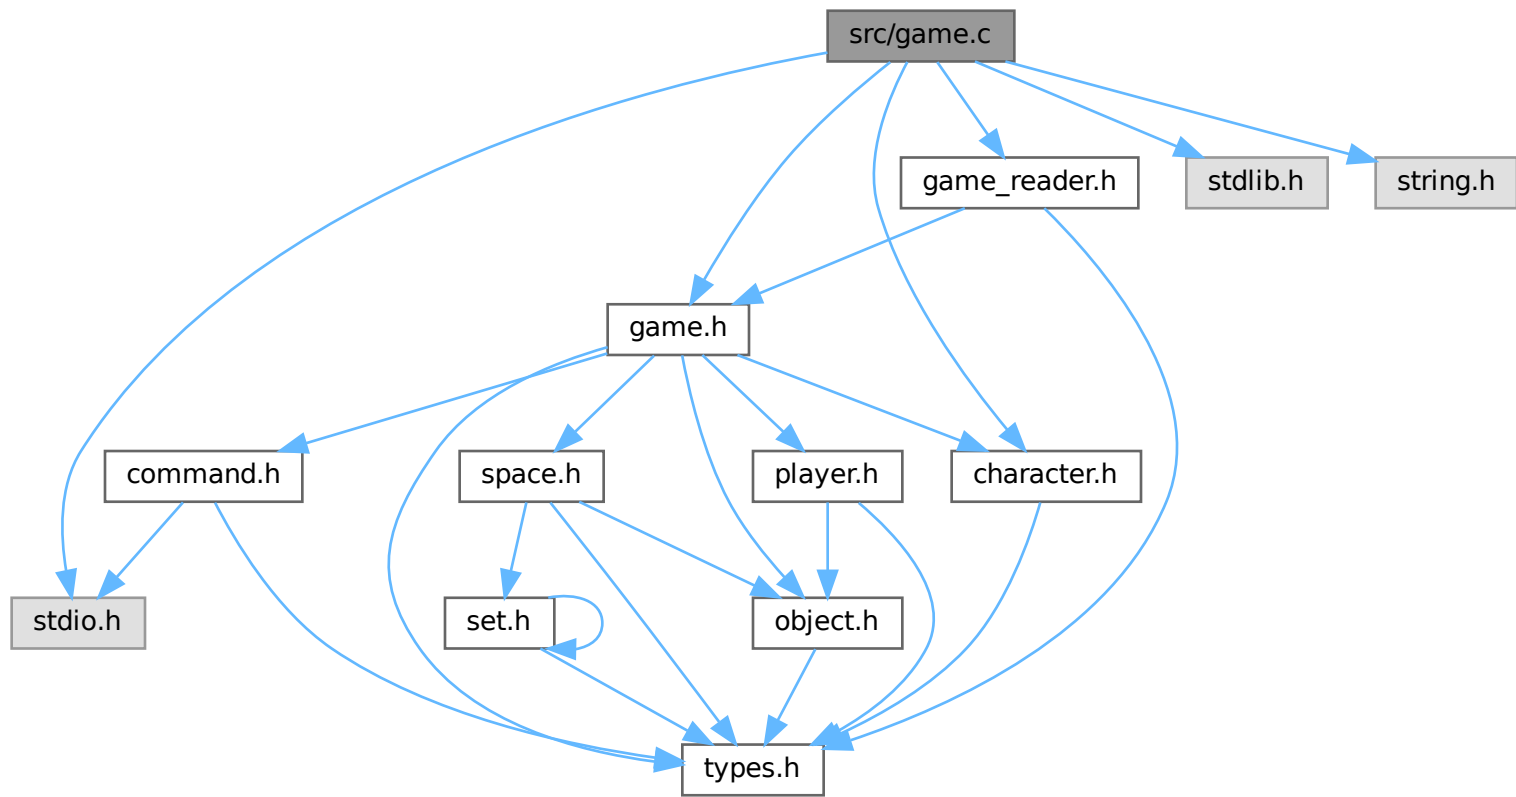 src/game.c
game_reader.h
stdlib.h
string.h
game.h
command.h
space.h
player.h
character.h
stdio.h
set.h
object.h
types.h